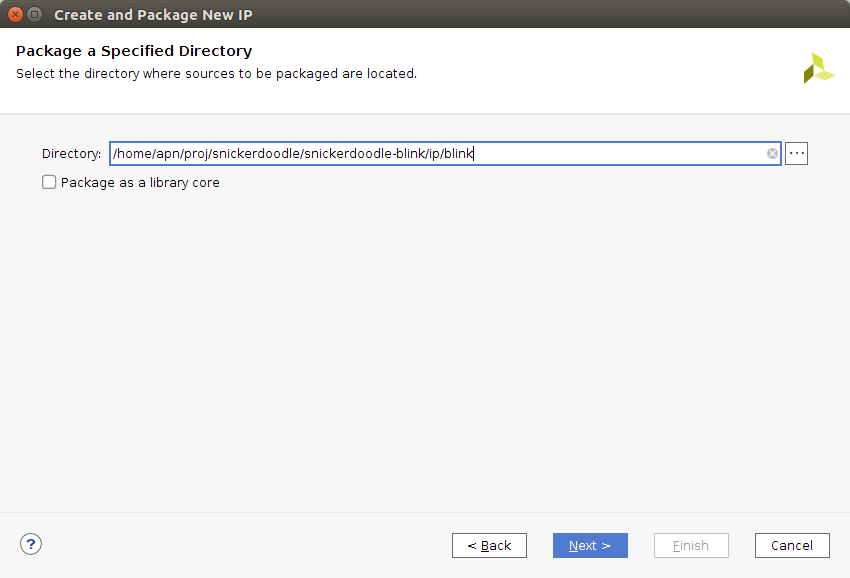 Create and Package New IP
Package a Specified Directory
Select the directory where sources to be packaged are located.
Directory: /home/apn/proj/snickerdoodle/snickerdoodle-blink/ip/blink ...
Package as a library core
? < Back Next > Finish Cancel